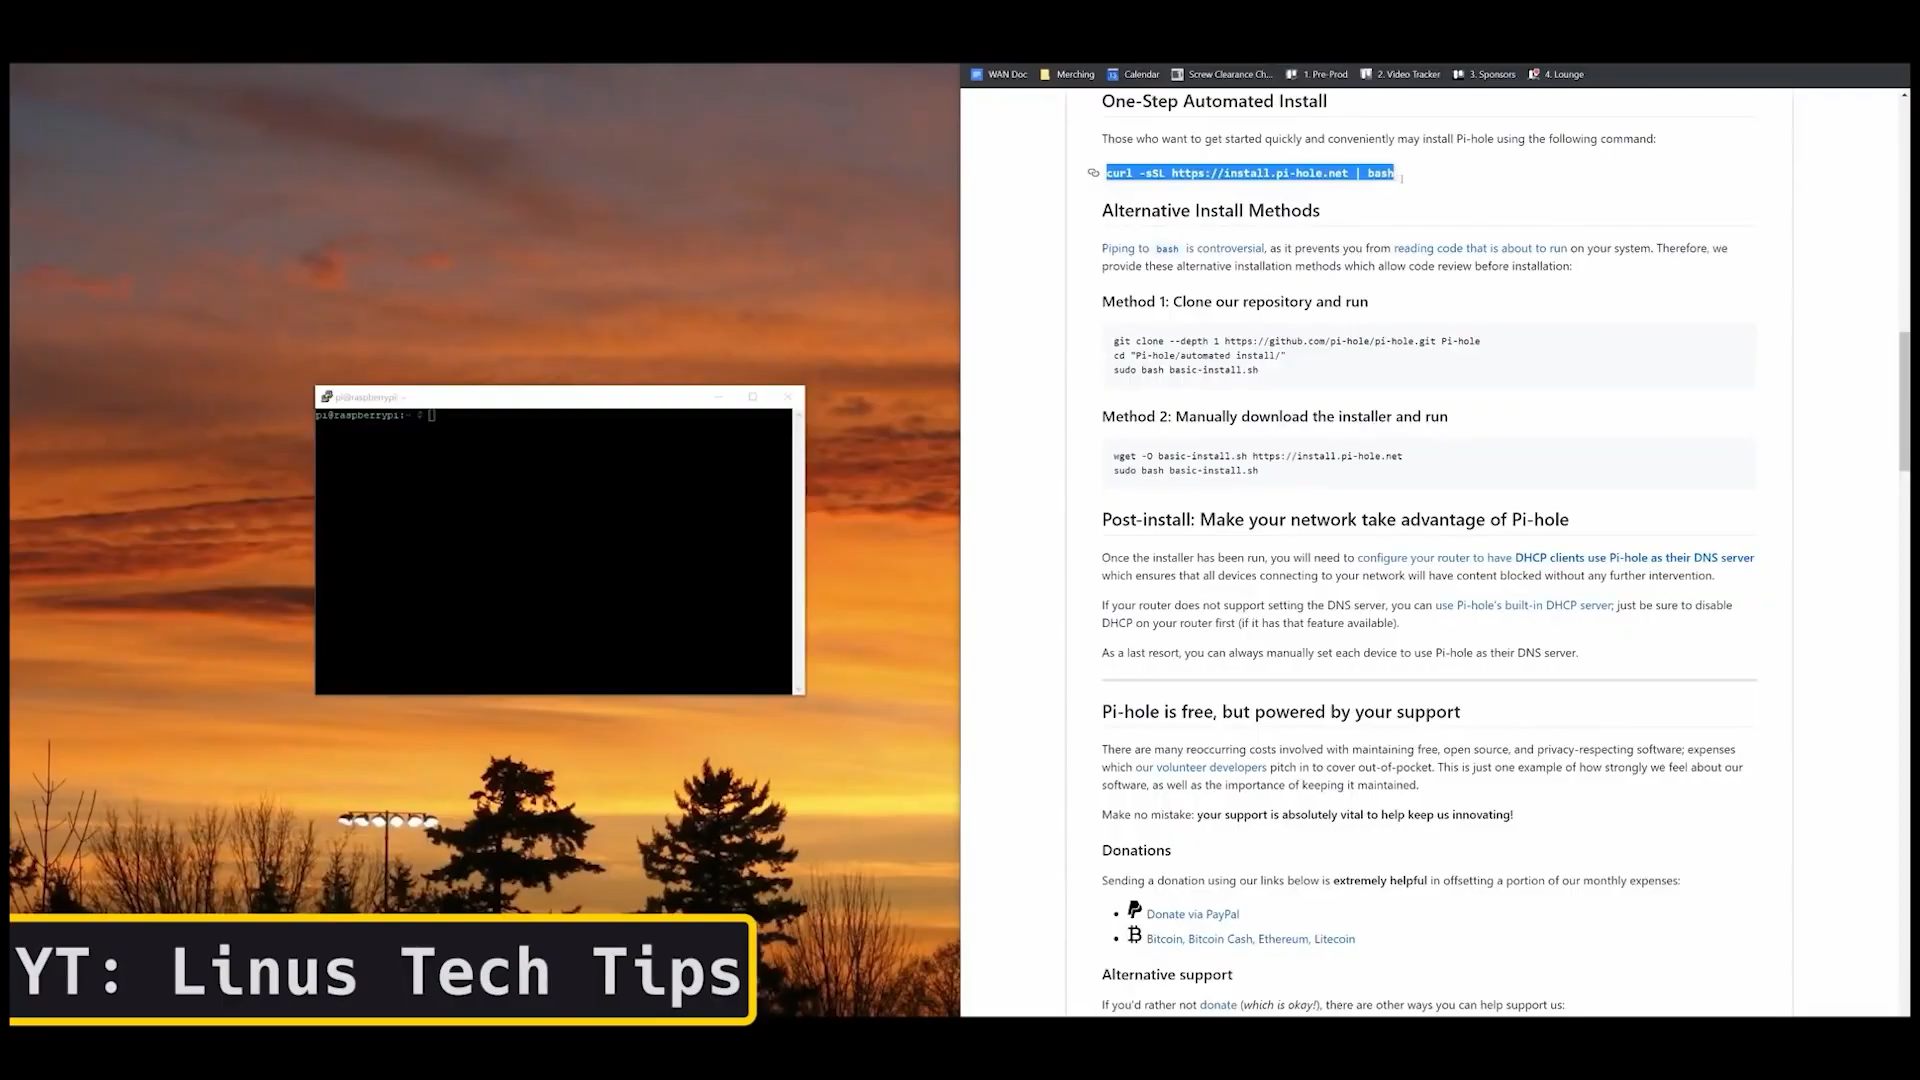 WAN Doc Merching Calendar Screw Clearance Ch... 1. Pre-Prod 2. Video Tracker 3. Sponsors 4. Lounge
One-Step Automated Install
Those who want to get started quickly and conveniently may install Pi-hole using the following command:
curl -sSL https://install.pi-hole.net | bash
Alternative Install Methods
Piping to bash is controversial, as it prevents you from reading code that is about to run on your system. Therefore, we
provide these alternative installation methods which allow code review before installation:
Method 1: Clone our repository and run
git clone --depth 1 https://github.com/pi-hole/pi-hole.git Pi-hole
cd "Pi-hole/automated install/"
sudo bash basic-install.sh
Method 2: Manually download the installer and run
wget -O basic-install.sh https://install.pi-hole.net
sudo bash basic-install.sh
Post-install: Make your network take advantage of Pi-hole
Once the installer has been run, you will need to configure your router to have DHCP clients use Pi-hole as their DNS server
which ensures that all devices connecting to your network will have content blocked without any further intervention.
If your router does not support setting the DNS server, you can use Pi-hole's built-in DHCP server; just be sure to disable
DHCP on your router first (if it has that feature available).
As a last resort, you can always manually set each device to use Pi-hole as their DNS server.
Pi-hole is free, but powered by your support
There are many reoccurring costs involved with maintaining free, open source, and privacy-respecting software; expenses
which our volunteer developers pitch in to cover out-of-pocket. This is just one example of how strongly we feel about our
software, as well as the importance of keeping it maintained.
Make no mistake: your support is absolutely vital to help keep us innovating!
Donations
Sending a donation using our links below is extremely helpful in offsetting a portion of our monthly expenses:
Donate via PayPal
Bitcoin, Bitcoin Cash, Ethereum, Litecoin
Alternative support
If you'd rather not donate (which is okay!), there are other ways you can help support us:
pi@raspberrypi: ~
pi@raspberrypi:~ $
YT: Linus Tech Tips